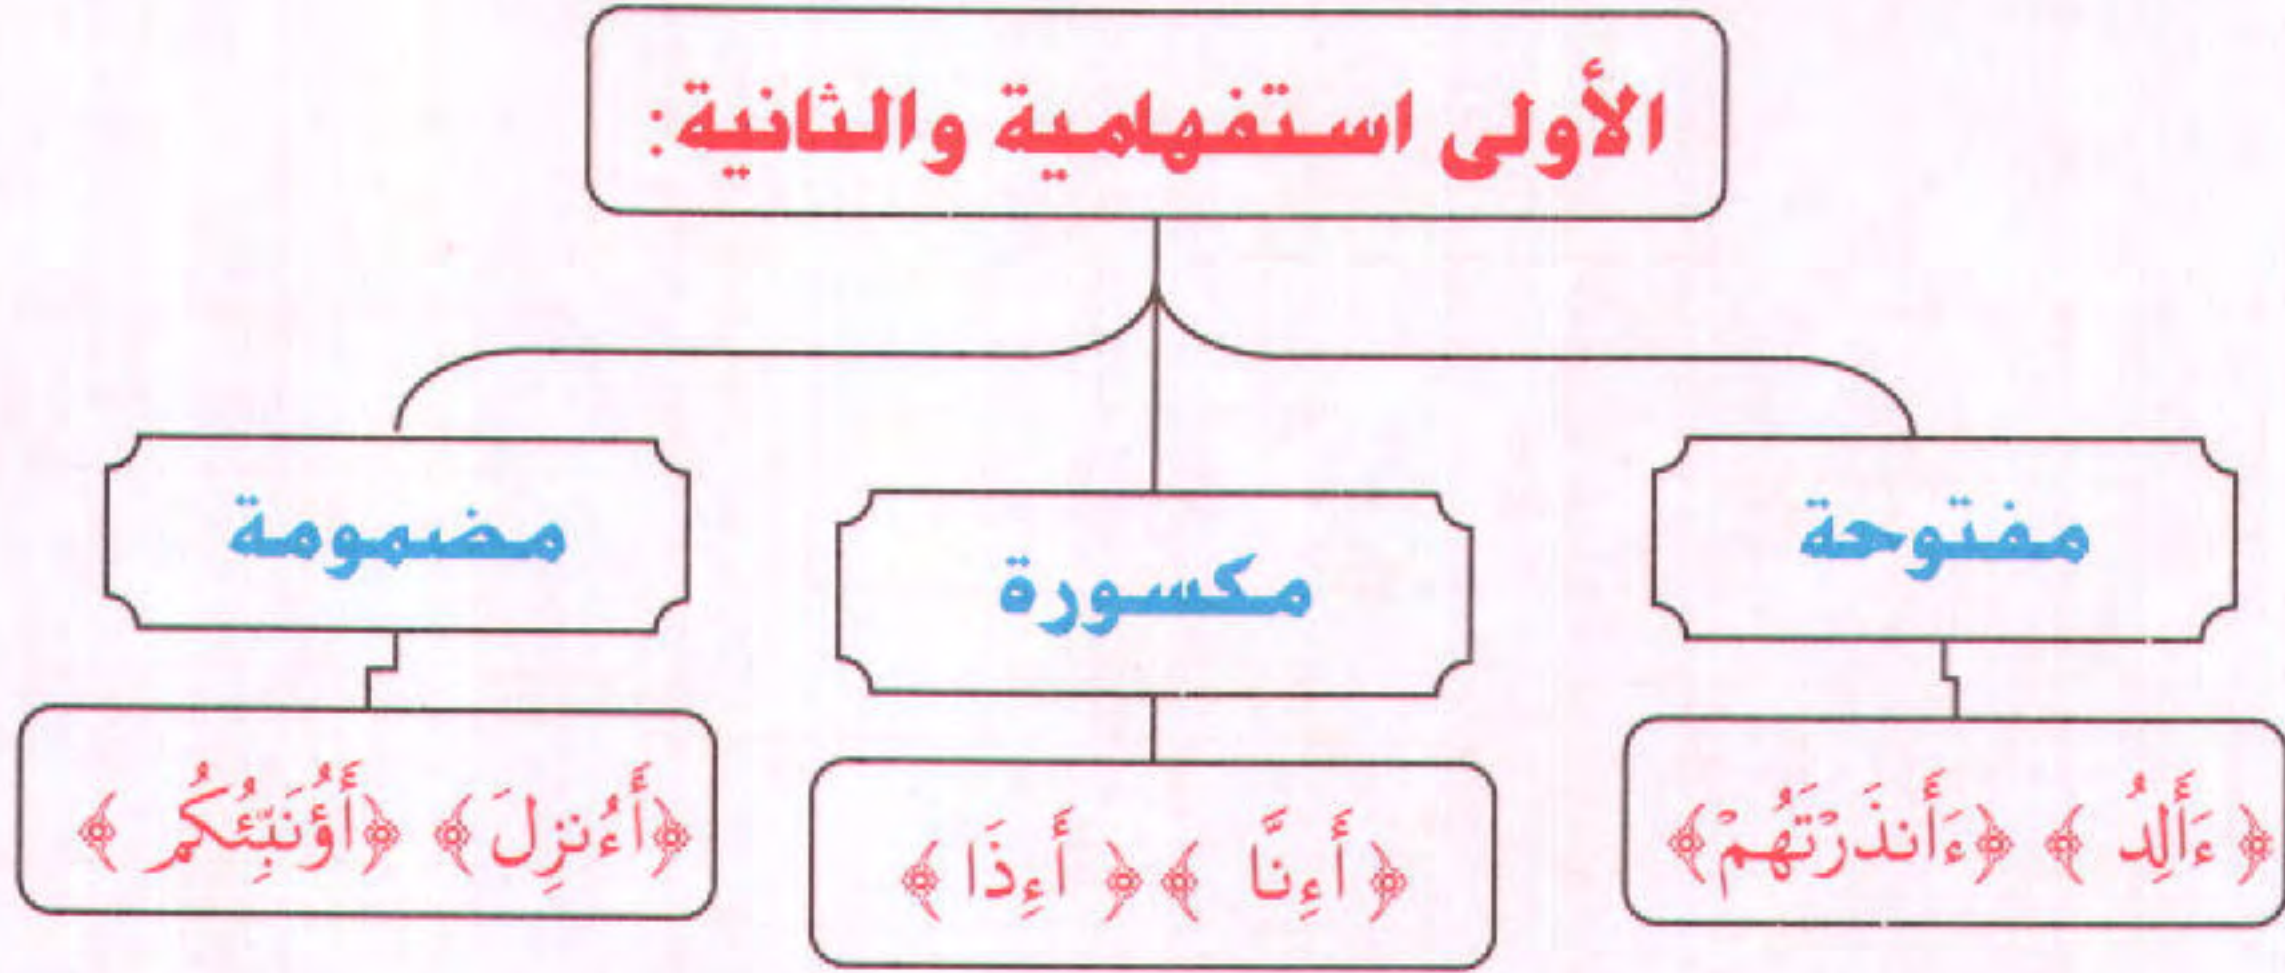 الأولى استفهامية والثانية:
مفتوحة
مكسورة
مضمومة
﴿ ءَأَلِدُ ﴾ ﴿ءَأَنذَرْتَهُمْ﴾
﴿ أَءِنَّا ﴾ ﴿ أَءِذَا ﴾
﴿أَءُنزِلَ﴾ ﴿أَؤُنَبِّئُكُم﴾